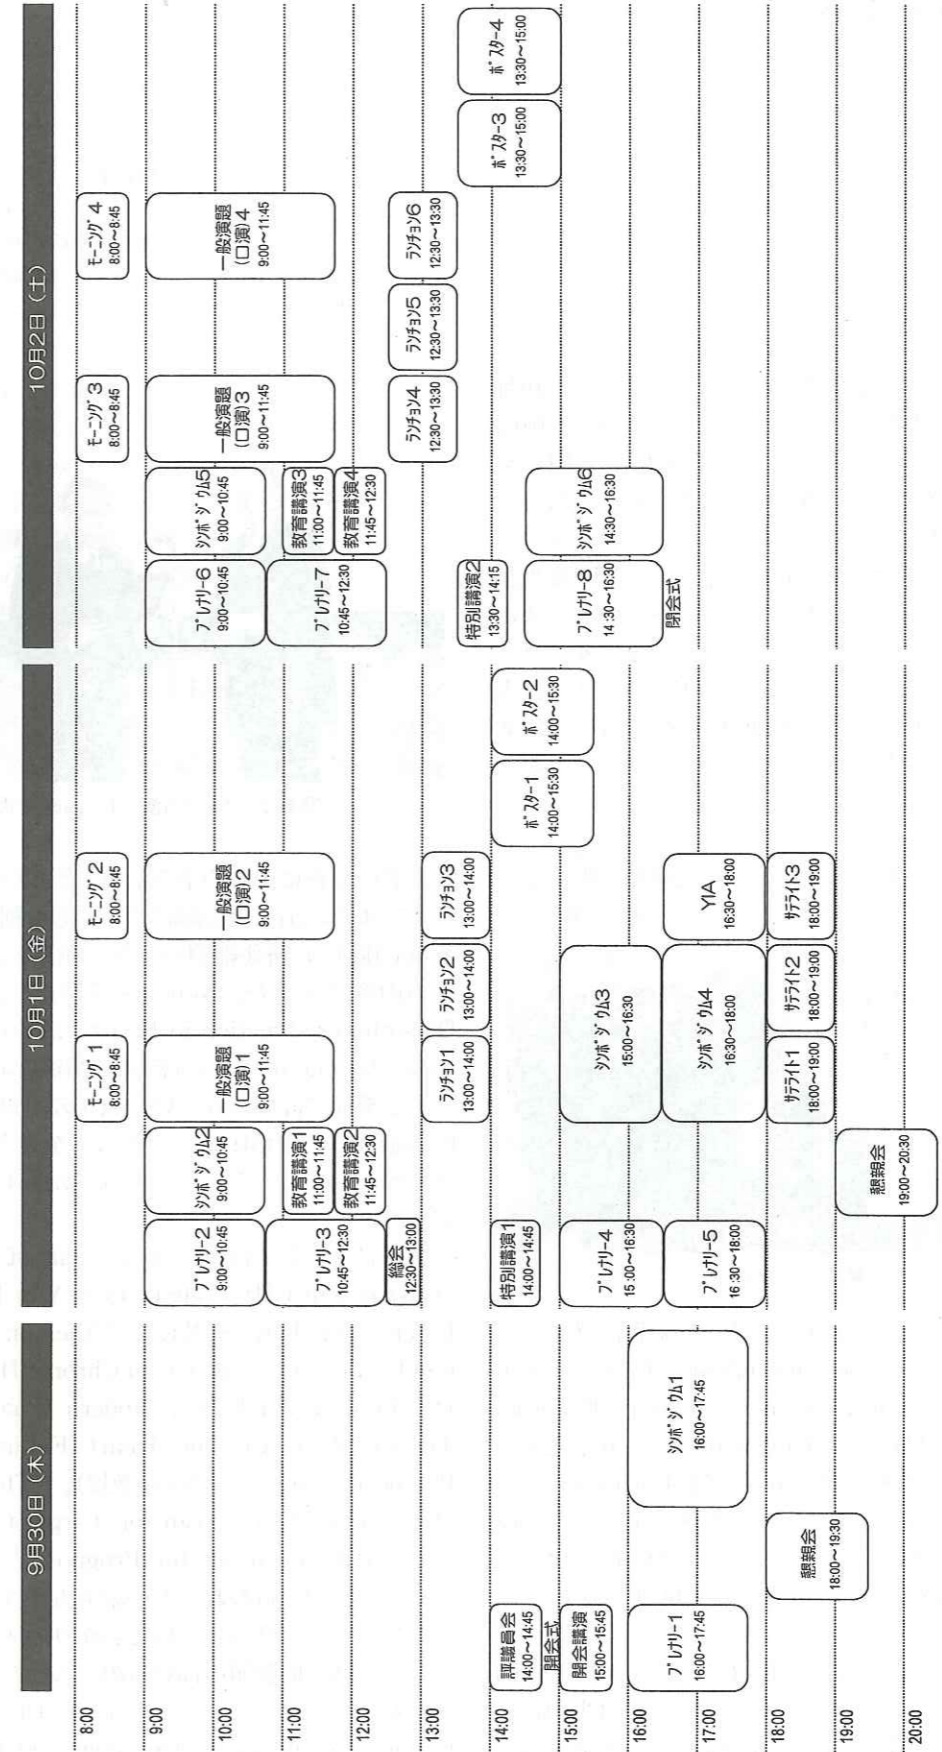 9月30日（木）
10月1日（金）
10月2日（土）
8:00
9:00
10:00
11:00
12:00
13:00
14:00
15:00
16:00
17:00
18:00
19:00
20:00
評議員会
14:00～14:45
開会式
開会講演
15:00～15:45
プレナリー1
16:00～17:45
懇親会
18:00～19:30
シンポジウム1
16:00～17:45
プレナリー2
9:00～10:45
プレナリー3
10:45～12:30
総会
12:30～13:00
特別講演1
14:00～14:45
プレナリー4
15:00～16:30
プレナリー5
16:30～18:00
シンポジウム2
9:00～10:45
教育講演1
11:00～11:45
教育講演2
11:45～12:30
懇親会
19:00～20:30
モーニング1
8:00～8:45
一般演題
（口演）1
9:00～11:45
ランチョン1
13:00～14:00
ランチョン2
13:00～14:00
シンポジウム3
15:00～16:30
シンポジウム4
16:30～18:00
サテライト1
18:00～19:00
サテライト2
18:00～19:00
モーニング2
8:00～8:45
一般演題
（口演）2
9:00～11:45
ランチョン3
13:00～14:00
YIA
16:30～18:00
サテライト3
18:00～19:00
ポスター1
14:00～15:30
ポスター2
14:00～15:30
プレナリー6
9:00～10:45
プレナリー7
10:45～12:30
特別講演2
13:30～14:15
プレナリー8
14:30～16:30
閉会式
シンポジウム5
9:00～10:45
教育講演3
11:00～11:45
教育講演4
11:45～12:30
シンポジウム6
14:30～16:30
モーニング3
8:00～8:45
一般演題
（口演）3
9:00～11:45
ランチョン4
12:30～13:30
ランチョン5
12:30～13:30
モーニング4
8:00～8:45
一般演題
（口演）4
9:00～11:45
ランチョン6
12:30～13:30
ポスター3
13:30～15:00
ポスター4
13:30～15:00